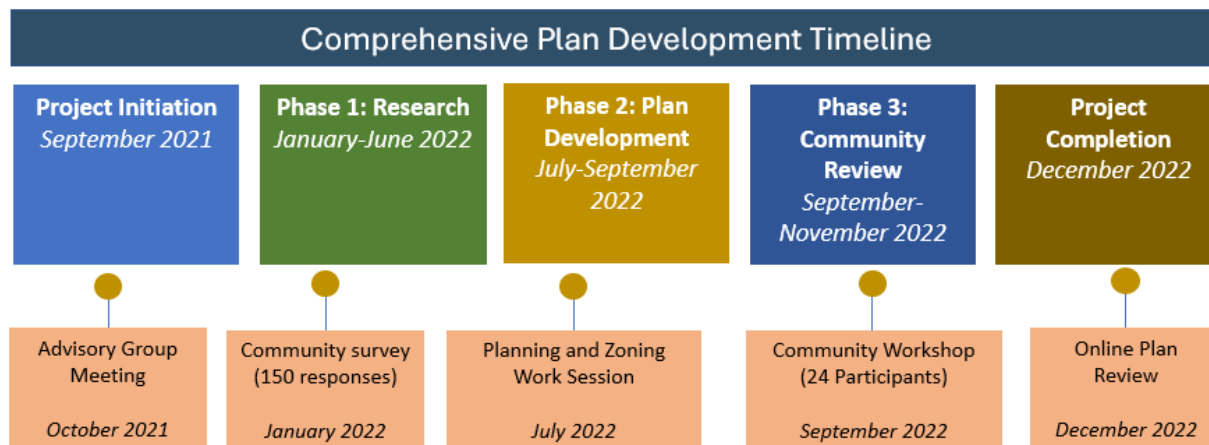 Comprehensive Plan Development Timeline
Project Initiation
September 2021
Phase 1: Research
January-June 2022
Phase 2: Plan
Development
July-September
2022
Phase 3:
Community
Review
September-
November 2022
Project
Completion
December 2022
Advisory Group
Meeting
October 2021
Community survey
(150 responses)
January 2022
Planning and Zoning
Work Session
July 2022
Community Workshop
(24 Participants)
September 2022
Online Plan
Review
December 2022